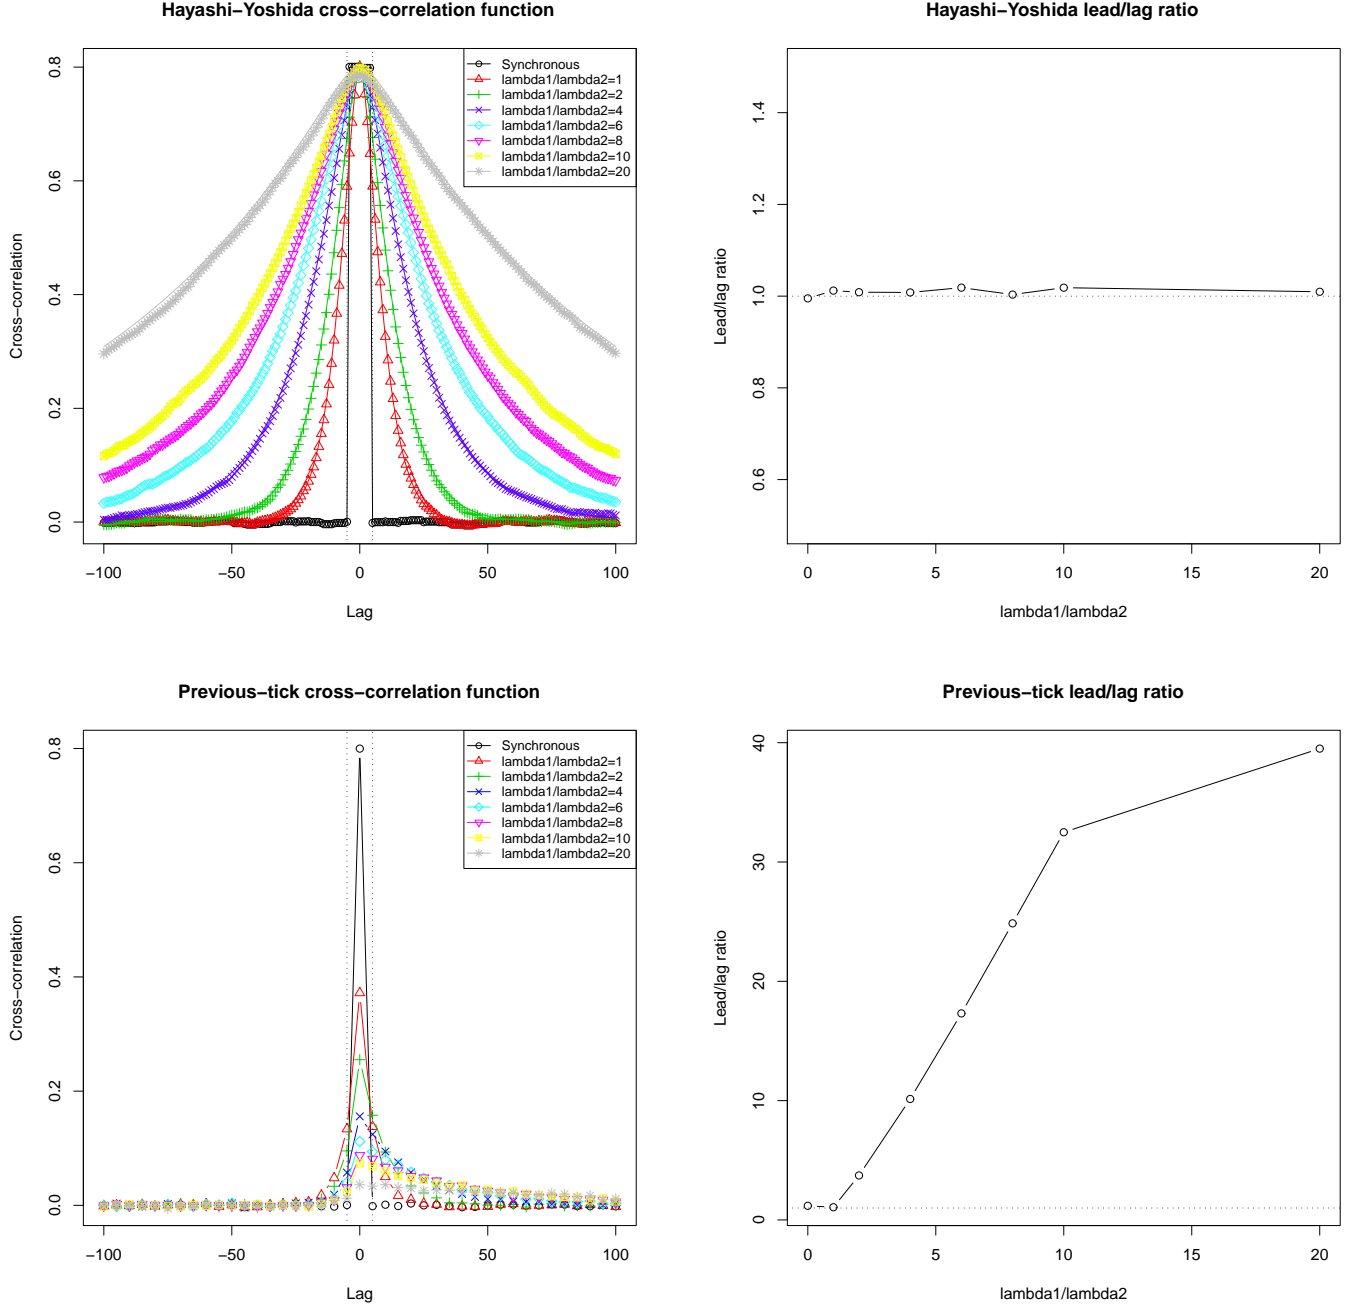 Hayashi−Yoshida cross−correlation function
Cross−correlation
0.0
0.2
0.4
0.6
0.8
Synchronous
lambda1/lambda2=1
lambda1/lambda2=2
lambda1/lambda2=4
lambda1/lambda2=6
lambda1/lambda2=8
lambda1/lambda2=10
lambda1/lambda2=20
−100
−50
0
50
100
Lag
Hayashi−Yoshida lead/lag ratio
Lead/lag ratio
0.6
0.8
1.0
1.2
1.4
0
5
10
15
20
lambda1/lambda2
Previous−tick cross−correlation function
Cross−correlation
0.0
0.2
0.4
0.6
0.8
Synchronous
lambda1/lambda2=1
lambda1/lambda2=2
lambda1/lambda2=4
lambda1/lambda2=6
lambda1/lambda2=8
lambda1/lambda2=10
lambda1/lambda2=20
−100
−50
0
50
100
Lag
Previous−tick lead/lag ratio
Lead/lag ratio
0
10
20
30
40
0
5
10
15
20
lambda1/lambda2